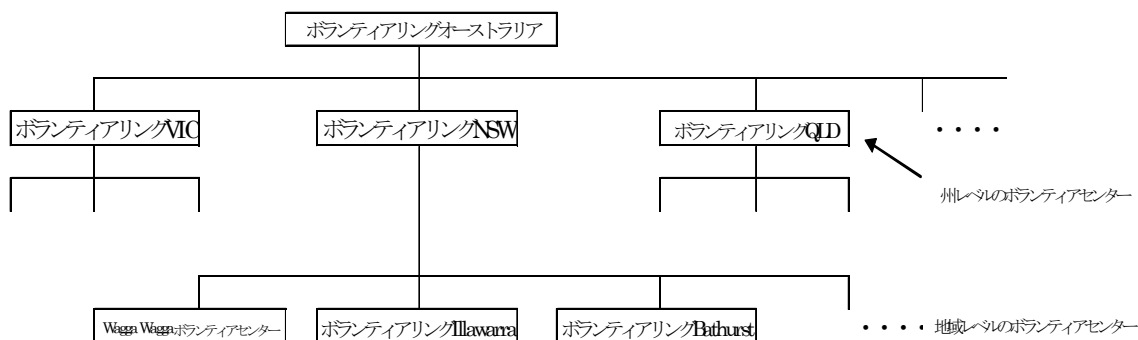 ボランティアリングオーストラリア
ボランティアリングVIC
ボランティアリングNSW
ボランティアリングQLD
・・・・
州レベルのボランティアセンター
Wagga Waggaボランティアセンター
ボランティアリングIllawarra
ボランティアリングBathurst
・・・・
地域レベルのボランティアセンター